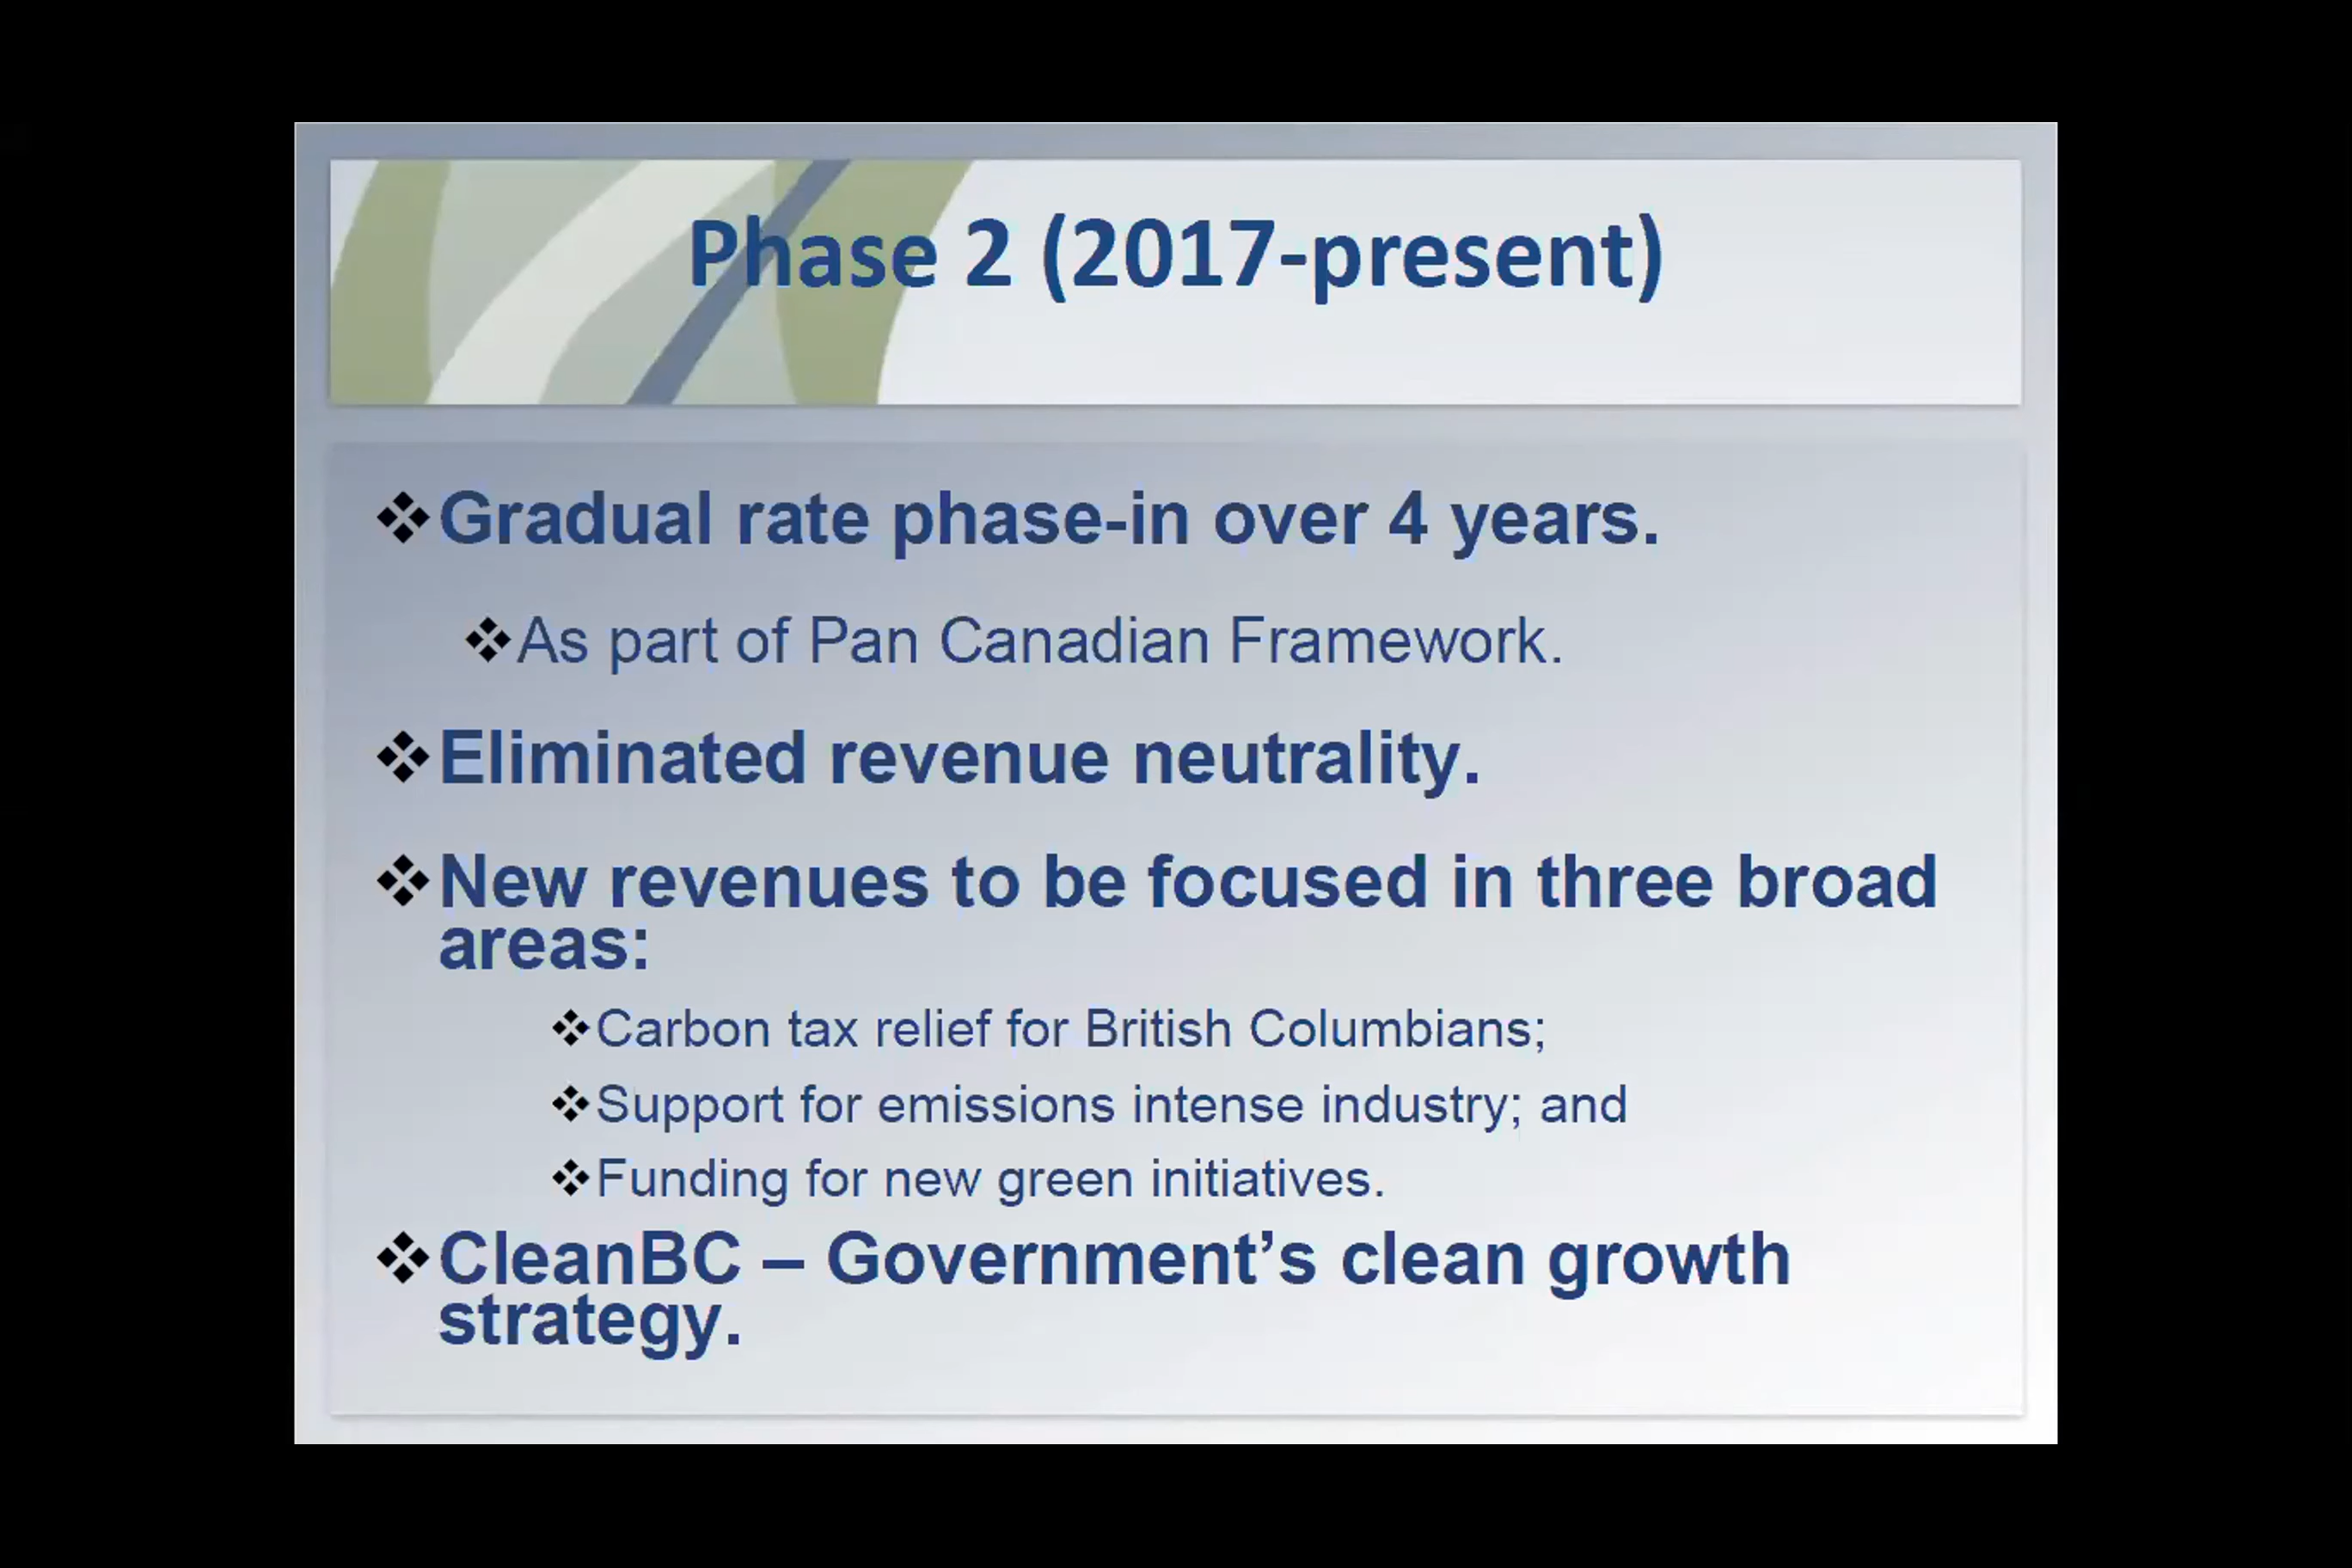 Phase 2 (2017-present)
Gradual rate phase-in over 4 years.
As part of Pan Canadian Framework.
Eliminated revenue neutrality.
New revenues to be focused in three broad
areas:
Carbon tax relief for British Columbians;
Support for emissions intense industry; and
Funding for new green initiatives.
CleanBC – Government’s clean growth
strategy.